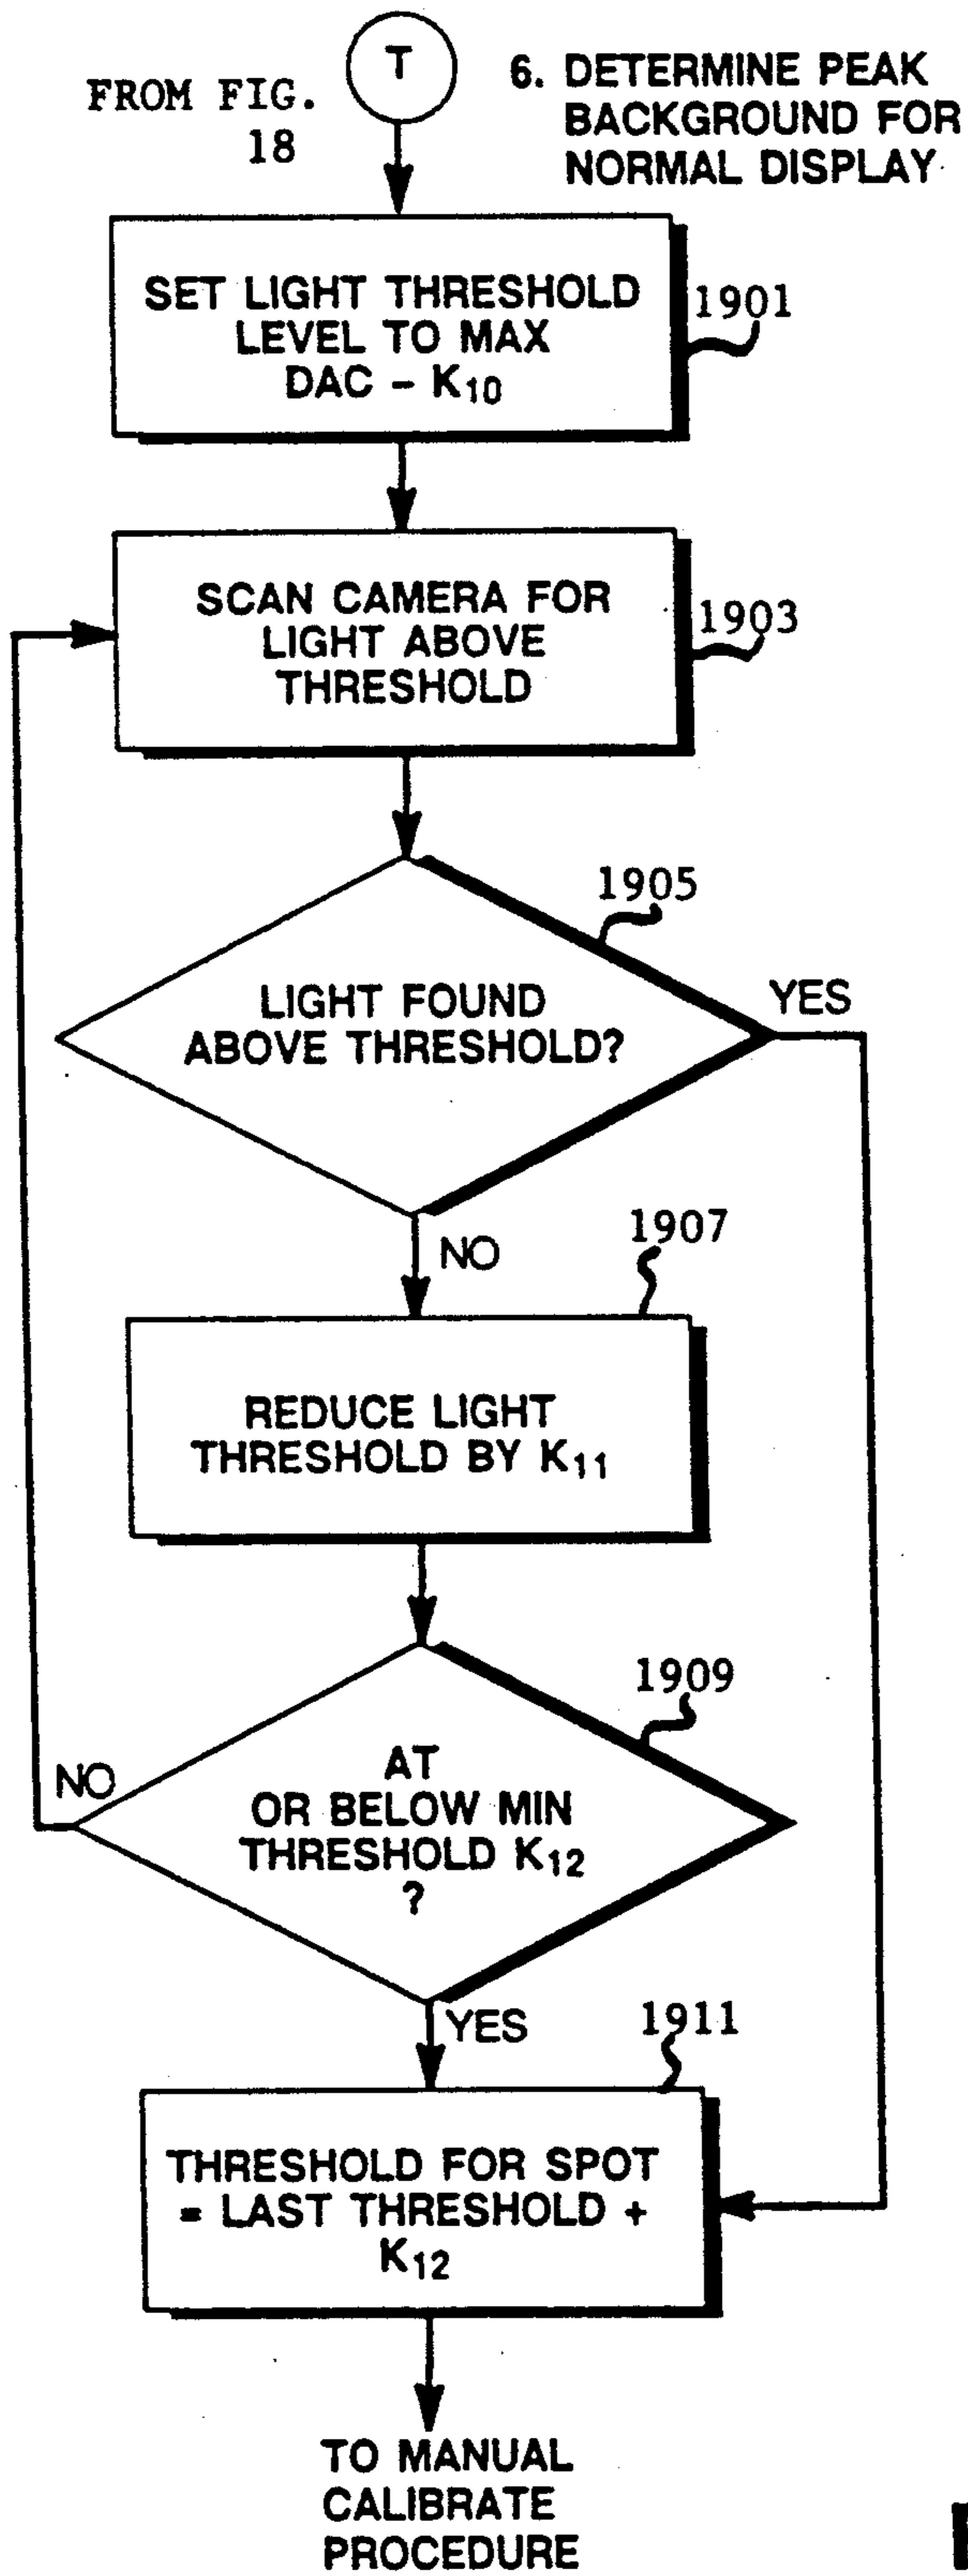 T
FROM FIG.
18
6. DETERMINE PEAK
BACKGROUND FOR
NORMAL DISPLAY
SET LIGHT THRESHOLD
LEVEL TO MAX
DAC - K10
1901
SCAN CAMERA FOR
LIGHT ABOVE
THRESHOLD
1903
1905
LIGHT FOUND
ABOVE THRESHOLD?
YES
NO
1907
REDUCE LIGHT
THRESHOLD BY K11
1909
AT
OR BELOW MIN
THRESHOLD K12
?
NO
YES
1911
THRESHOLD FOR SPOT
= LAST THRESHOLD +
K12
TO MANUAL
CALIBRATE
PROCEDURE